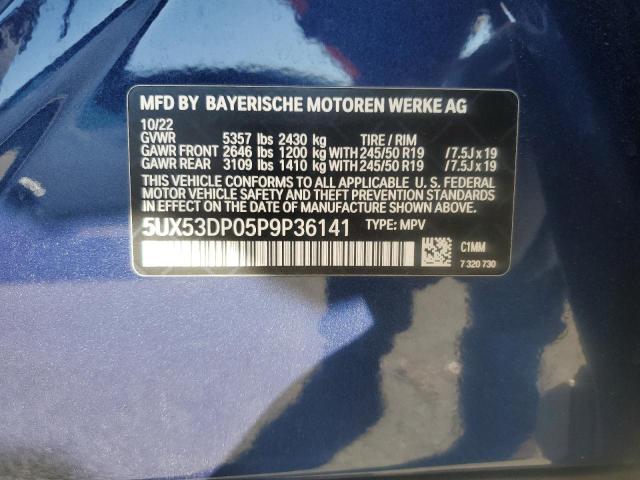 MFD BY BAYERISCHE MOTOREN WERKE AG
10/22
GVWR 5357 lbs 2430 kg TIRE / RIM
GAWR FRONT 2646 lbs 1200 kg WITH 245/50 R19 /7.5J x 19
GAWR REAR 3109 lbs 1410 kg WITH 245/50 R19 /7.5J x 19
THIS VEHICLE CONFORMS TO ALL APPLICABLE U. S. FEDERAL
MOTOR VEHICLE SAFETY, BUMPER, AND THEFT PREVENTION STANDARDS
IN EFFECT ON THE DATE OF MANUFACTURE SHOWN ABOVE.
5UX53DP05P9P36141 TYPE: MPV
C1MM
7 320 730